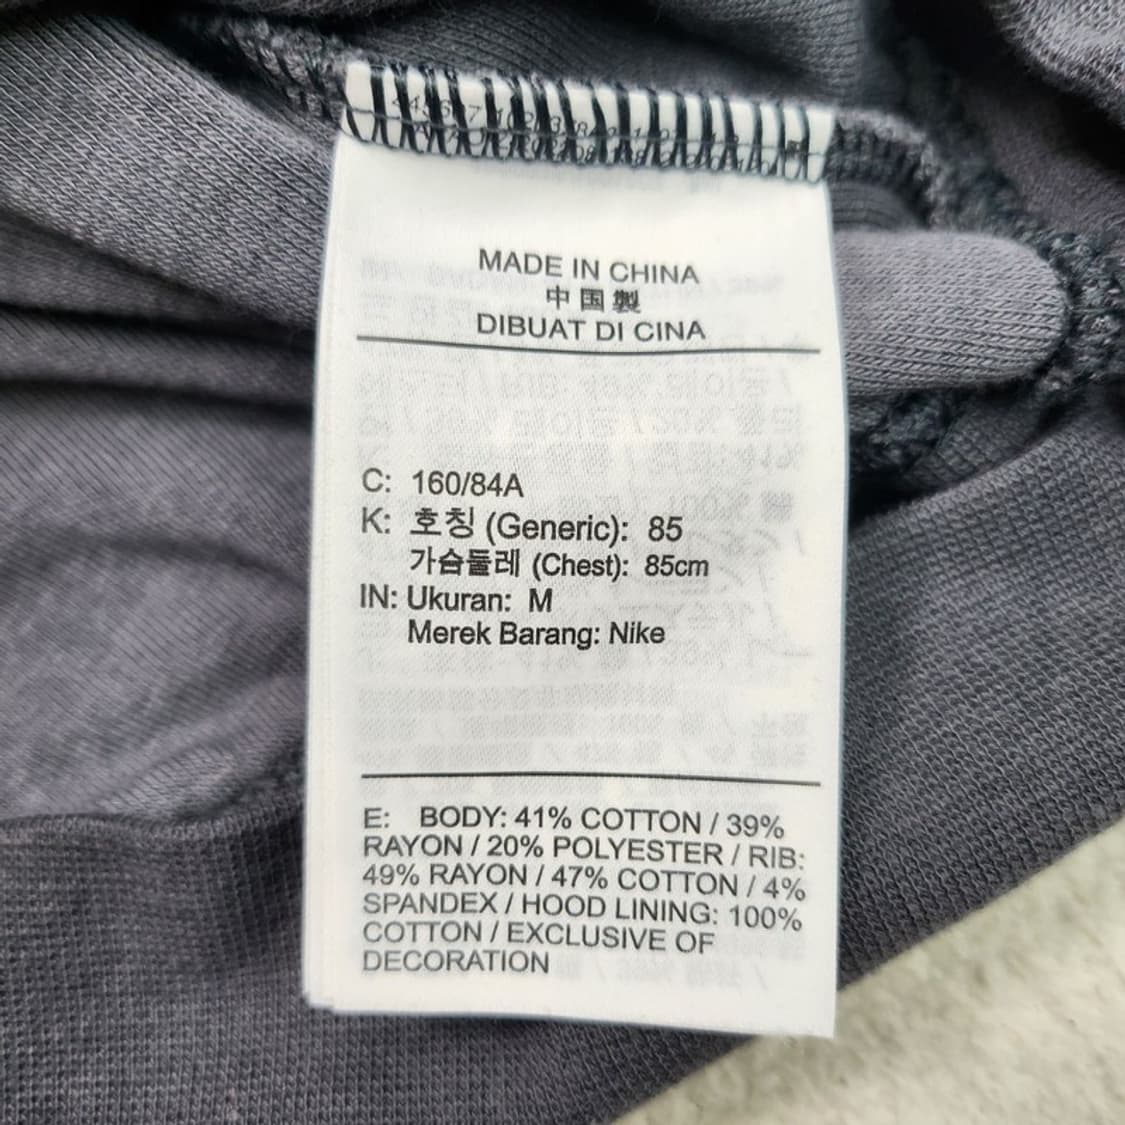 MADE IN CHINA
中国製
DIBUAT DI CINA
C: 160/84A
K: 호칭 (Generic): 85
가슴둘레 (Chest): 85cm
IN: Ukuran: M
Merek Barang: Nike
E: BODY: 41% COTTON / 39%
RAYON / 20% POLYESTER / RIB:
49% RAYON / 47% COTTON / 4%
SPANDEX / HOOD LINING: 100%
COTTON / EXCLUSIVE OF
DECORATION